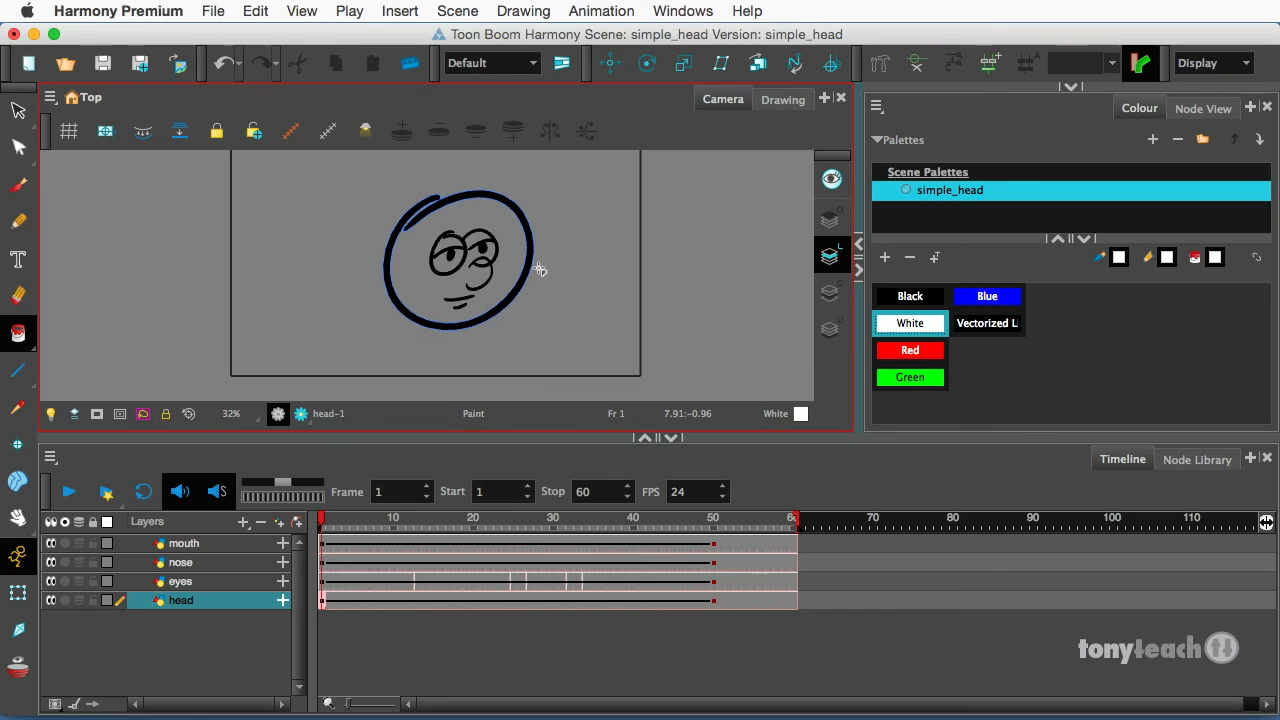 Harmony Premium File Edit View Play Insert Scene Drawing Animation Windows Help
Toon Boom Harmony Scene: simple_head Version: simple_head
Default
Display
Top
Camera
Drawing
Colour
Node View
Palettes
Scene Palettes
simple_head
Black
Blue
White
Vectorized L
Red
Green
32%
head-1
Paint
Fr 1
7.91:-0.96
White
Timeline
Node Library
Frame 1 Start 1 Stop 60 FPS 24
Layers
10 20 30 40 50 60 70 80 90 100 110
mouth
nose
eyes
head
tonyteach